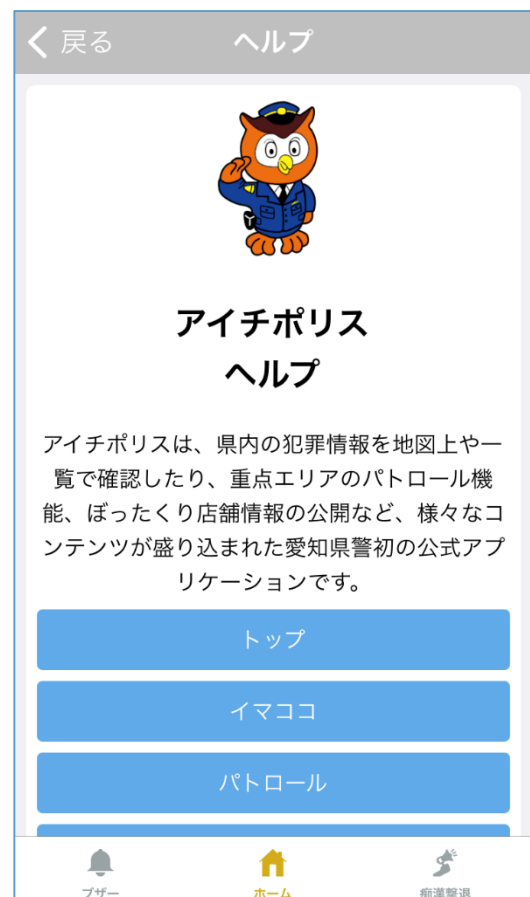 戻る
ヘルプ
アイチポリス
ヘルプ
アイチポリスは、県内の犯罪情報を地図上や一
覧で確認したり、重点エリアのパトロール機
能、ぼったくり店舗情報の公開など、様々なコ
ンテンツが盛り込まれた愛知県警初の公式アプ
リケーションです。
トップ
イマココ
パトロール
ブザー
ホーム
痴漢撃退